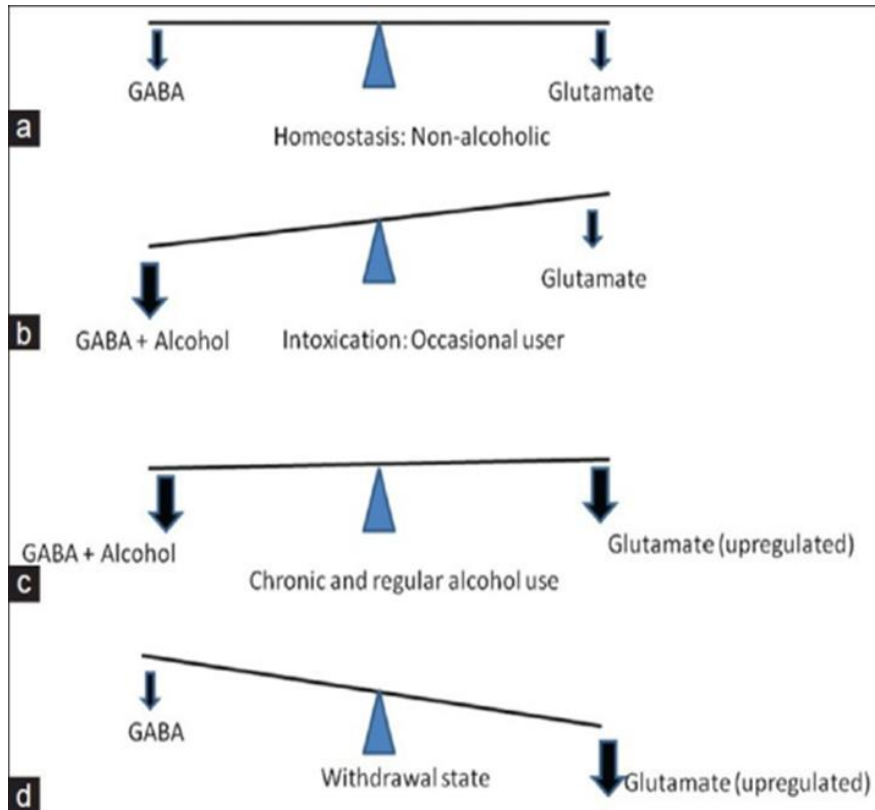 GABA
Glutamate
a
Homeostasis: Non-alcoholic
Glutamate
b
GABA + Alcohol
Intoxication: Occasional user
GABA + Alcohol
Glutamate (upregulated)
c
Chronic and regular alcohol use
GABA
Withdrawal state
Glutamate (upregulated)
d